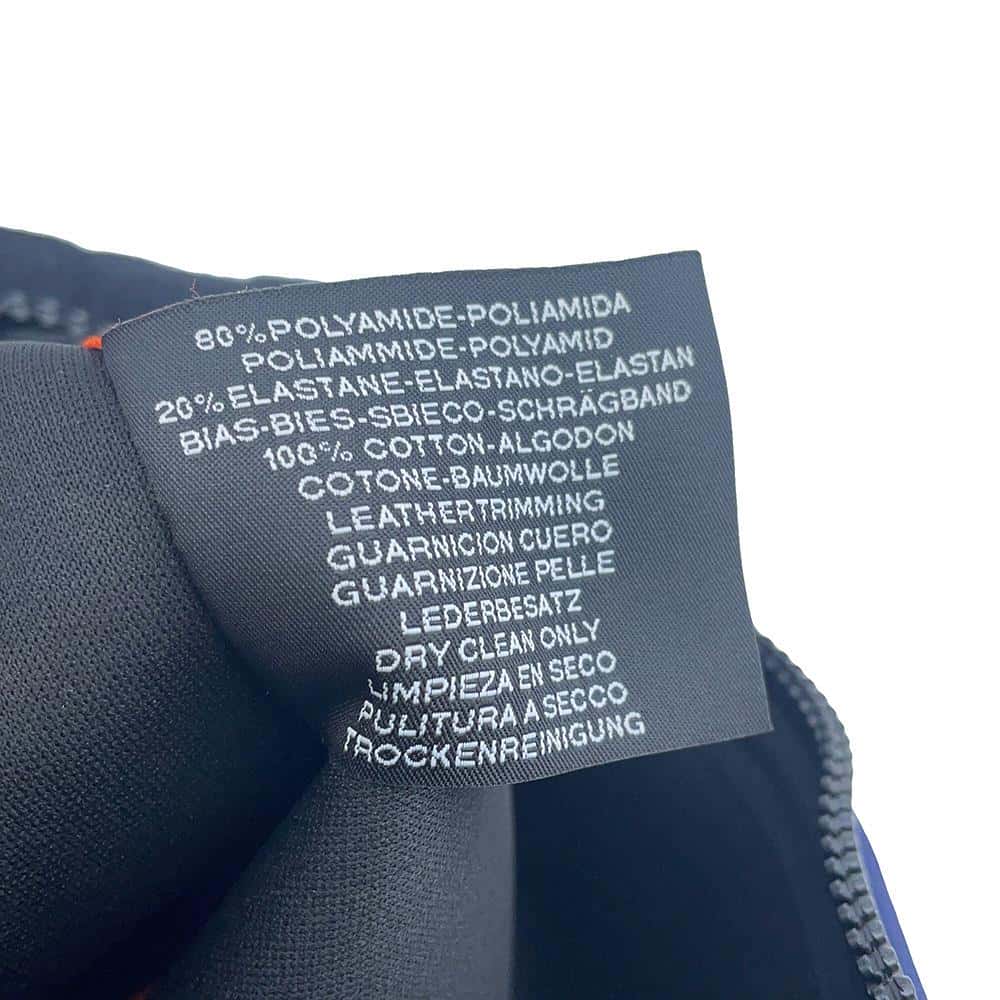 80%POLYAMIDE-POLIAMIDA
POLIAMMIDE-POLYAMID
20%ELASTANE-ELASTANO-ELASTAN
BIAS-BIES-SBIECO-SCHRÄGBAND
100% COTTON-ALGODON
COTONE-BAUMWOLLE
LEATHERTRIMMING
GUARNICION CUERO
GUARNIZIONE PELLE
LEDERBESATZ
DRY CLEAN ONLY
LIMPIEZA EN SECO
PULITURA A SECCO
TROCKENREINIGUNG